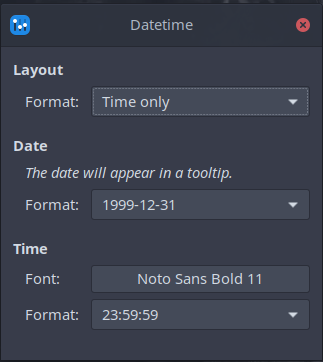 Datetime
Layout
Format: Time only
Date
The date will appear in a tooltip.
Format: 1999-12-31
Time
Font: Noto Sans Bold 11
Format: 23:59:59